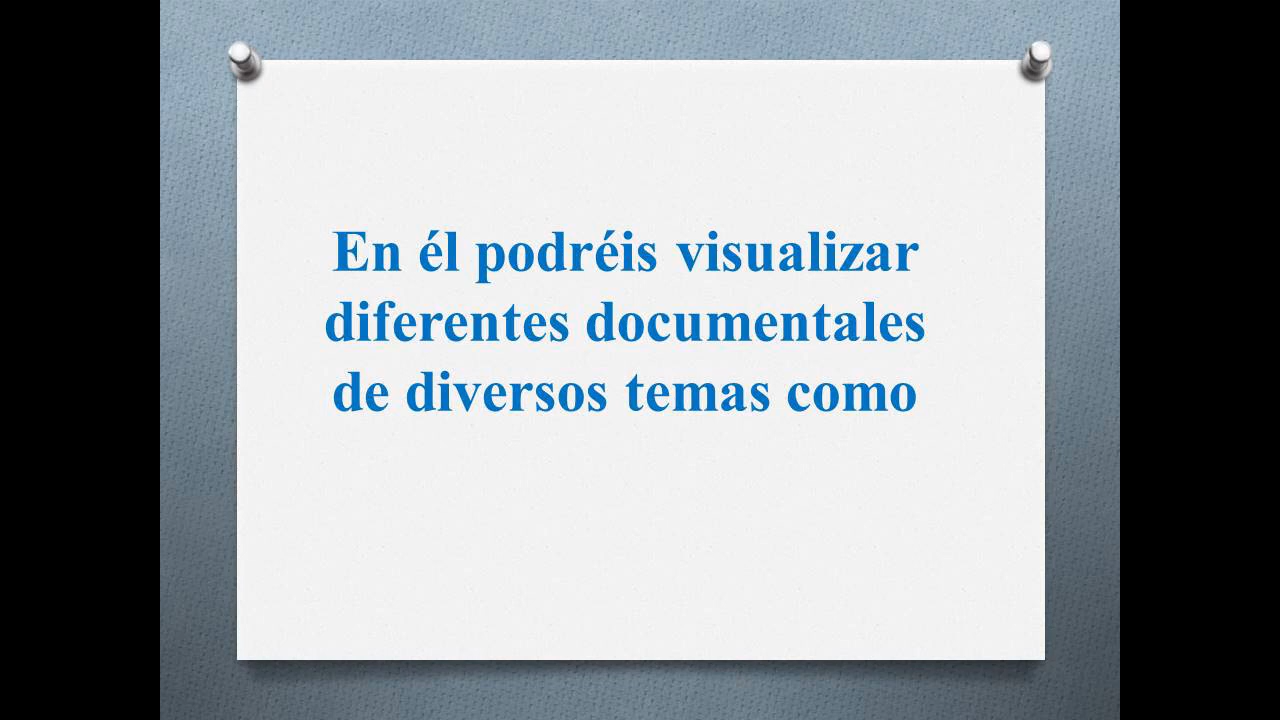 En él podréis visualizar
diferentes documentales
de diversos temas como